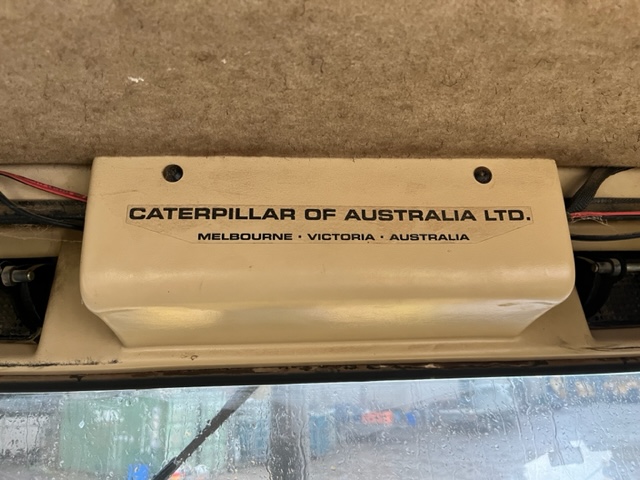 CATERPILLAR OF AUSTRALIA LTD.
MELBOURNE · VICTORIA · AUSTRALIA